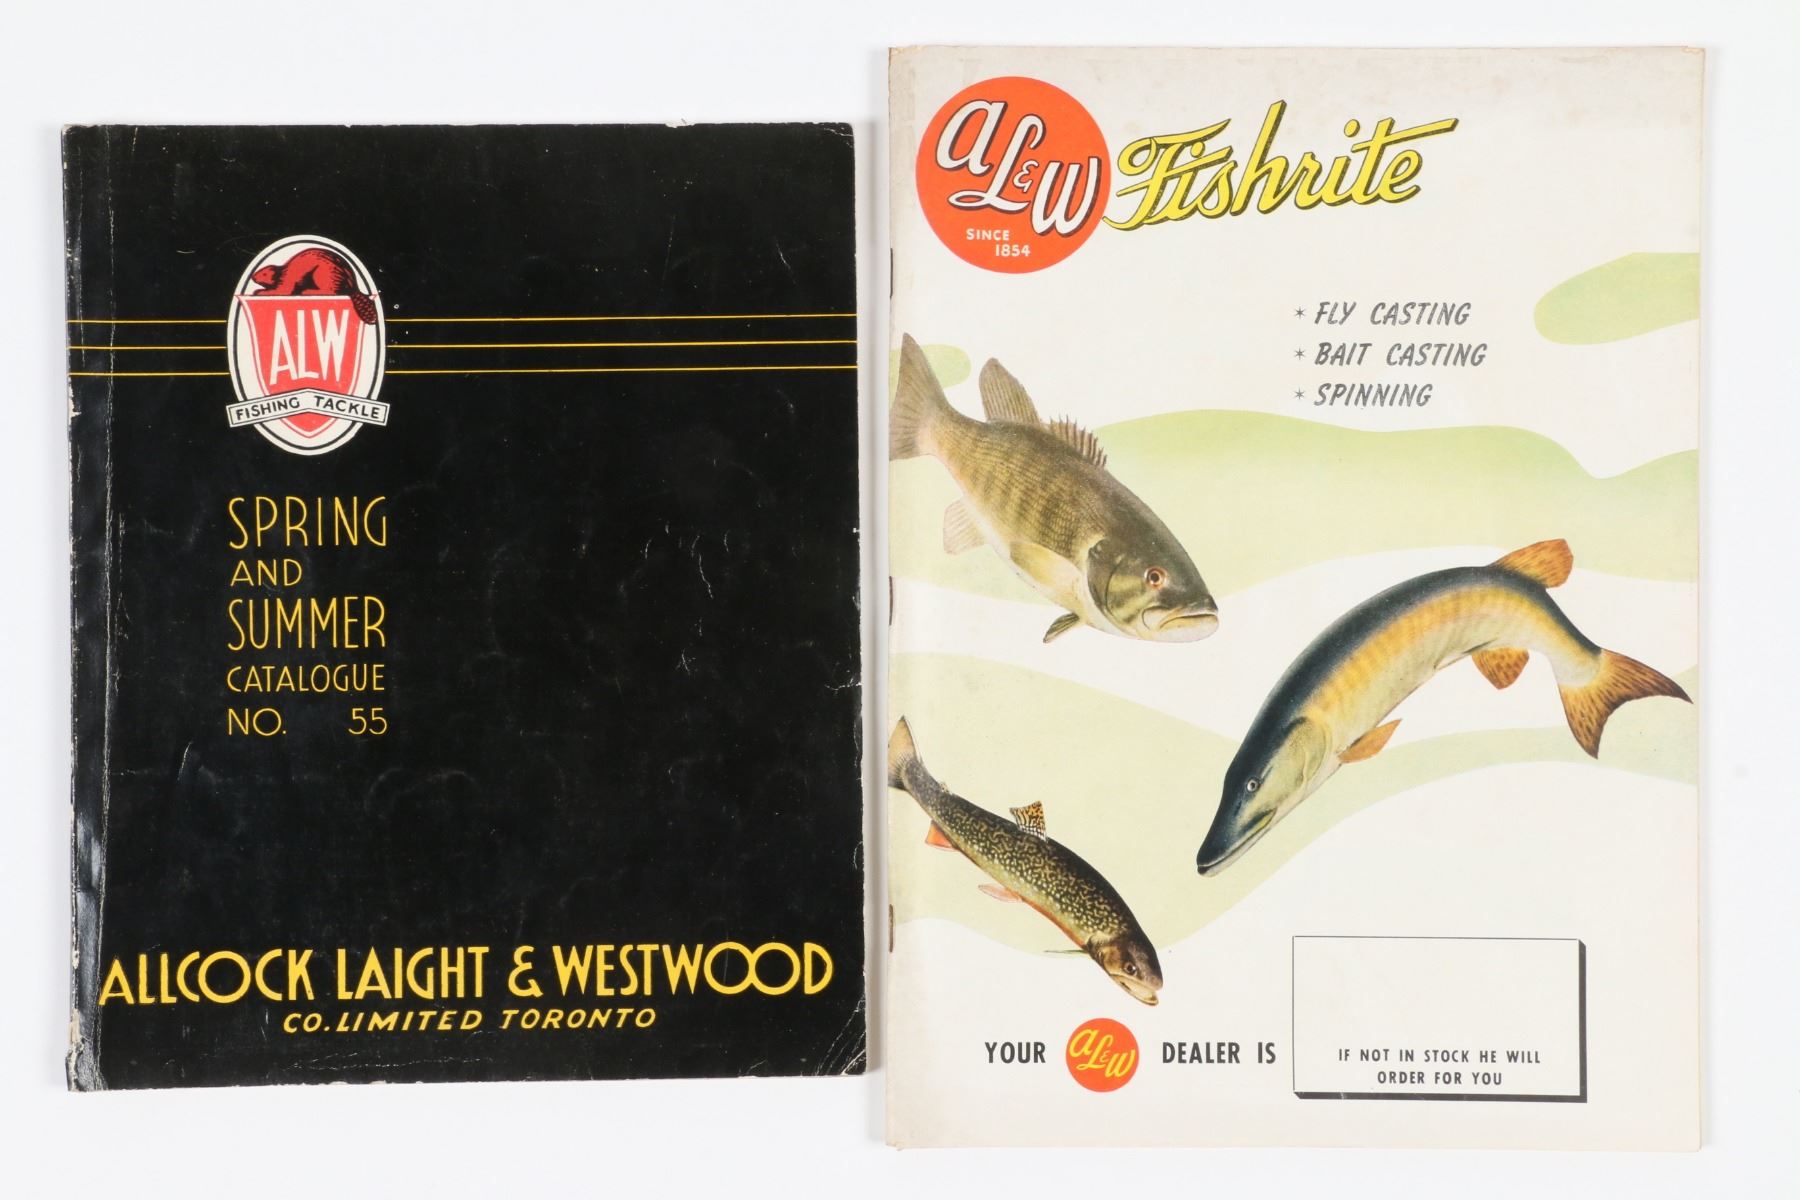 ALW
FISHING TACKLE
SPRING
AND
SUMMER
CATALOGUE
NO. 55
ALLCOCK LAIGHT & WESTWOOD
CO. LIMITED TORONTO
aL&W Fishrite
SINCE
1854
* FLY CASTING
* BAIT CASTING
* SPINNING
YOUR aL&W DEALER IS
IF NOT IN STOCK HE WILL
ORDER FOR YOU